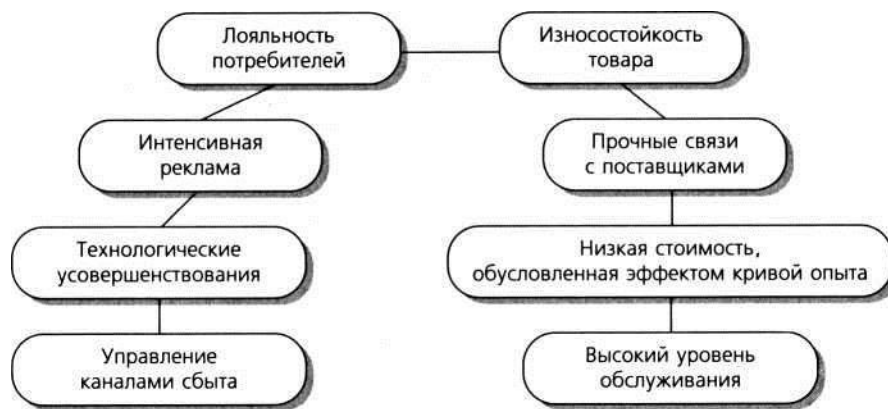 Лояльность
потребителей
Износостойкость
товара
Интенсивная
реклама
Прочные связи
с поставщиками
Технологические
усовершенствования
Низкая стоимость,
обусловленная эффектом кривой опыта
Управление
каналами сбыта
Высокий уровень
обслуживания